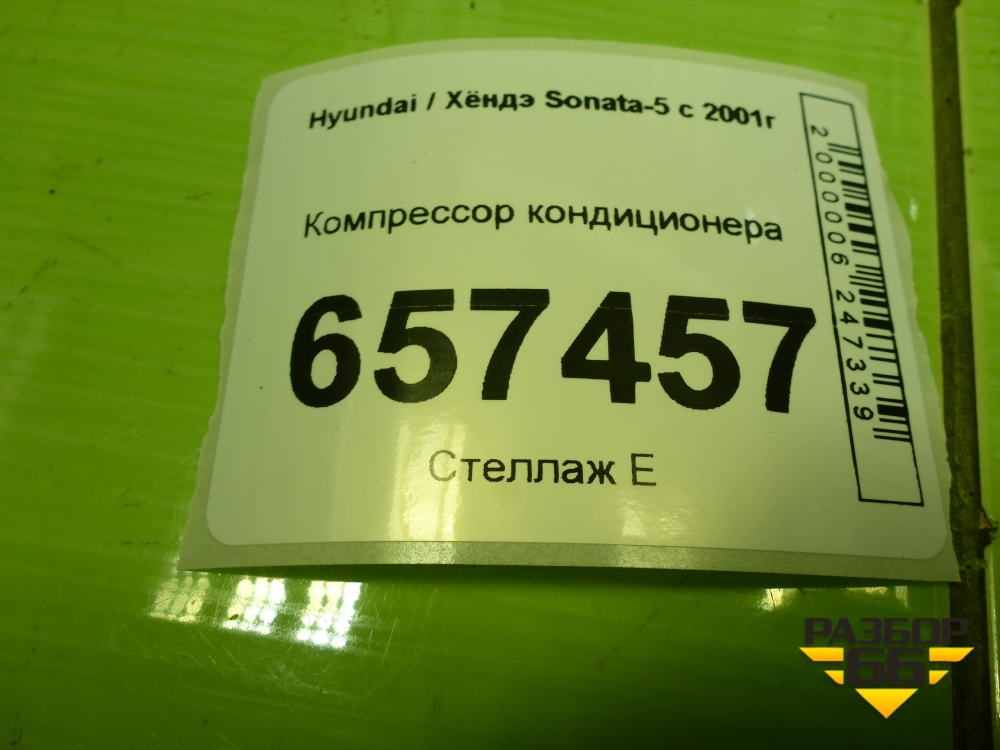 Hyundai / Хёндэ Sonata-5 с 2001г
Компрессор кондиционера
657457
Стеллаж Е
2000006247339
РАЗБОР
66